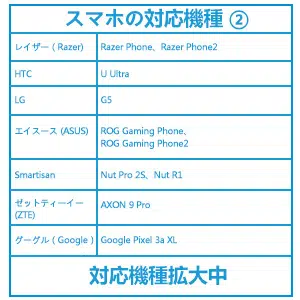 スマホの対応機種 ②
レイザー ( Razer) Razer Phone、Razer Phone2
HTC U Ultra
LG G5
エイスース (ASUS) ROG Gaming Phone、
ROG Gaming Phone2
Smartisan Nut Pro 2S、Nut R1
ゼットティーイー
(ZTE) AXON 9 Pro
グーグル ( Google ) Google Pixel 3a XL
対応機種拡大中